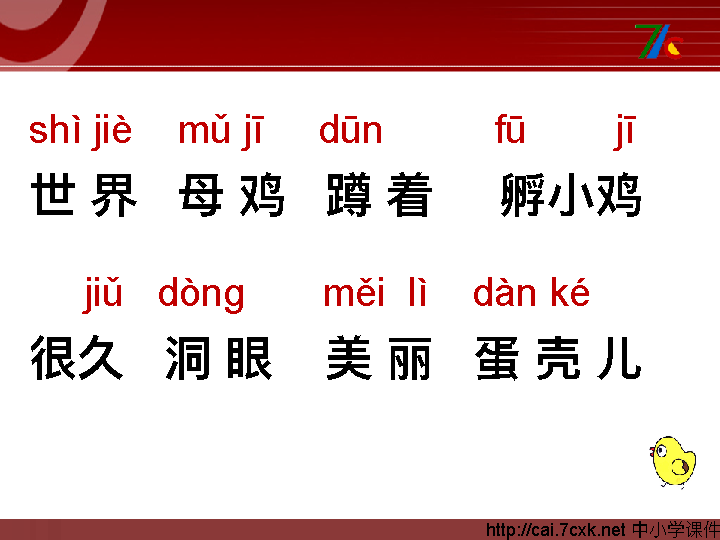 shì jiè mǔ jī dūn fū jī
世 界 母 鸡 蹲 着 孵小鸡
jiǔ dòng měi lì dàn ké
很久 洞 眼 美 丽 蛋 壳 儿
http://cai.7cxk.net 中小学课件